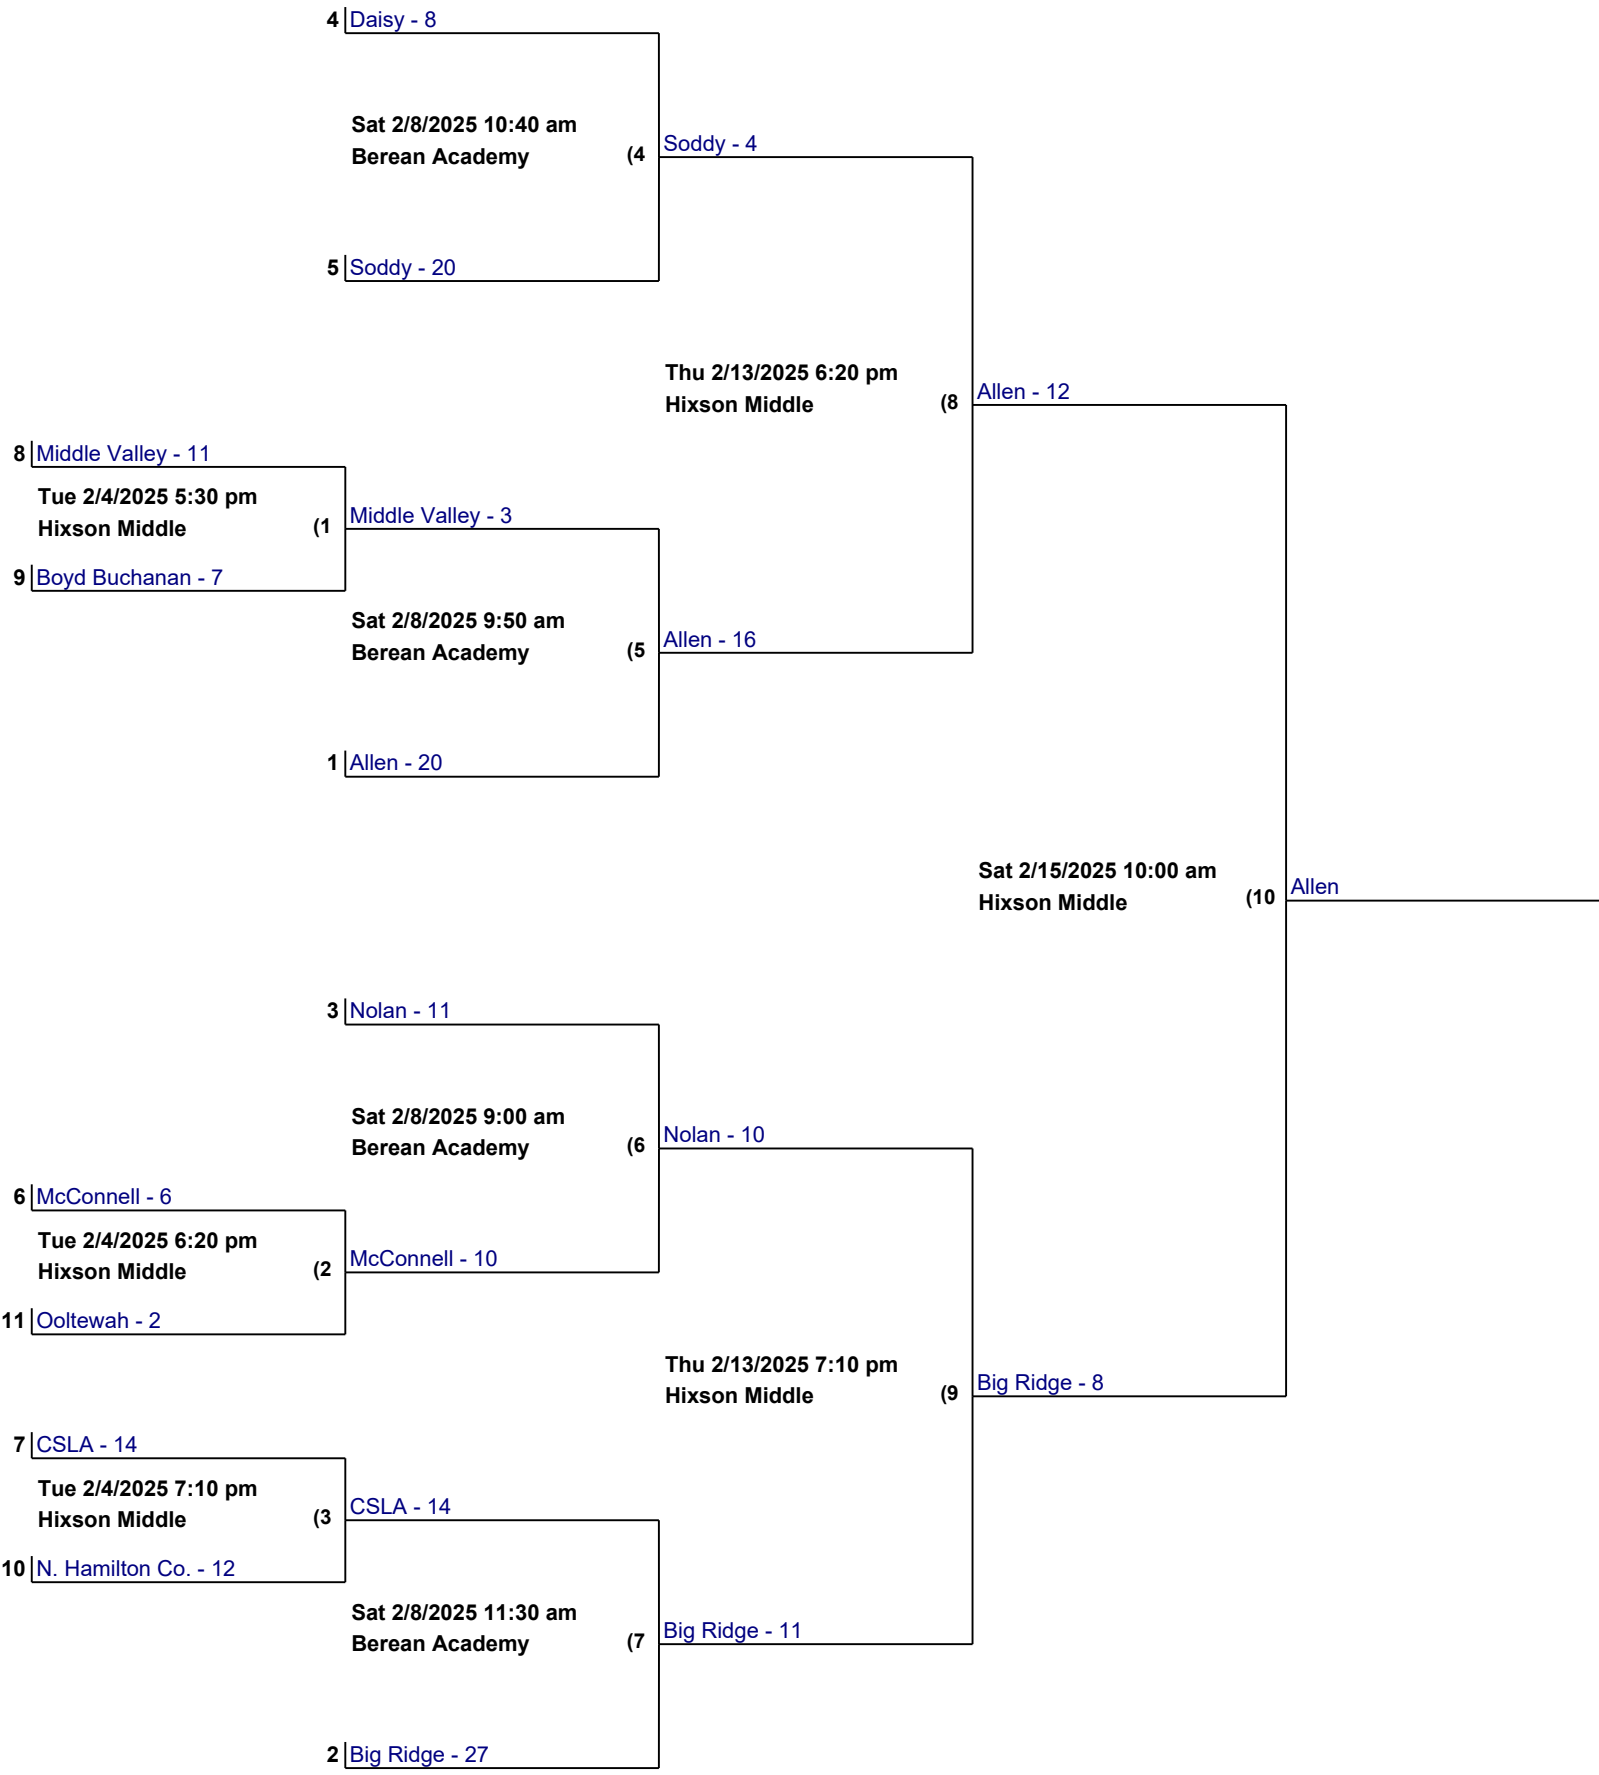 4 Daisy - 8
Sat 2/8/2025 10:40 am
Berean Academy (4
Soddy - 4
5 Soddy - 20
Thu 2/13/2025 6:20 pm
Hixson Middle (8
Allen - 12
8 Middle Valley - 11
Tue 2/4/2025 5:30 pm
Hixson Middle (1
Middle Valley - 3
9 Boyd Buchanan - 7
Sat 2/8/2025 9:50 am
Berean Academy (5
Allen - 16
1 Allen - 20
Sat 2/15/2025 10:00 am
Hixson Middle (10
Allen
3 Nolan - 11
Sat 2/8/2025 9:00 am
Berean Academy (6
Nolan - 10
6 McConnell - 6
Tue 2/4/2025 6:20 pm
Hixson Middle (2
McConnell - 10
11 Ooltewah - 2
Thu 2/13/2025 7:10 pm
Hixson Middle (9
Big Ridge - 8
7 CSLA - 14
Tue 2/4/2025 7:10 pm
Hixson Middle (3
CSLA - 14
10 N. Hamilton Co. - 12
Sat 2/8/2025 11:30 am
Berean Academy (7
Big Ridge - 11
2 Big Ridge - 27